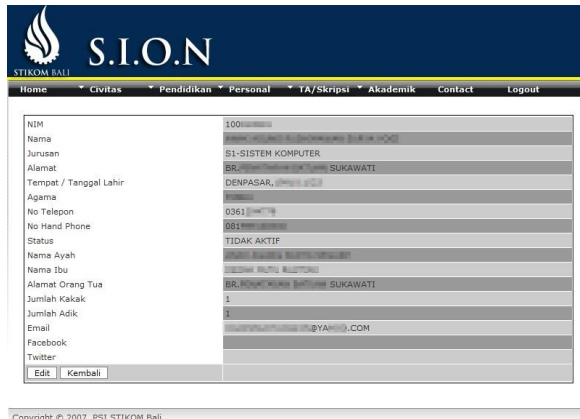 STIKOM BALI
S.I.O.N
Home Civitas Pendidikan Personal TA/Skripsi Akademik Contact Logout
NIM 100
Nama
Jurusan S1-SISTEM KOMPUTER
Alamat BR. SUKAWATI
Tempat / Tanggal Lahir DENPASAR,
Agama
No Telepon 0361
No Hand Phone 081
Status TIDAK AKTIF
Nama Ayah
Nama Ibu
Alamat Orang Tua BR. SUKAWATI
Jumlah Kakak 1
Jumlah Adik 1
Email @YA .COM
Facebook
Twitter
Edit Kembali
Copyright © 2007, PSI STIKOM Bali